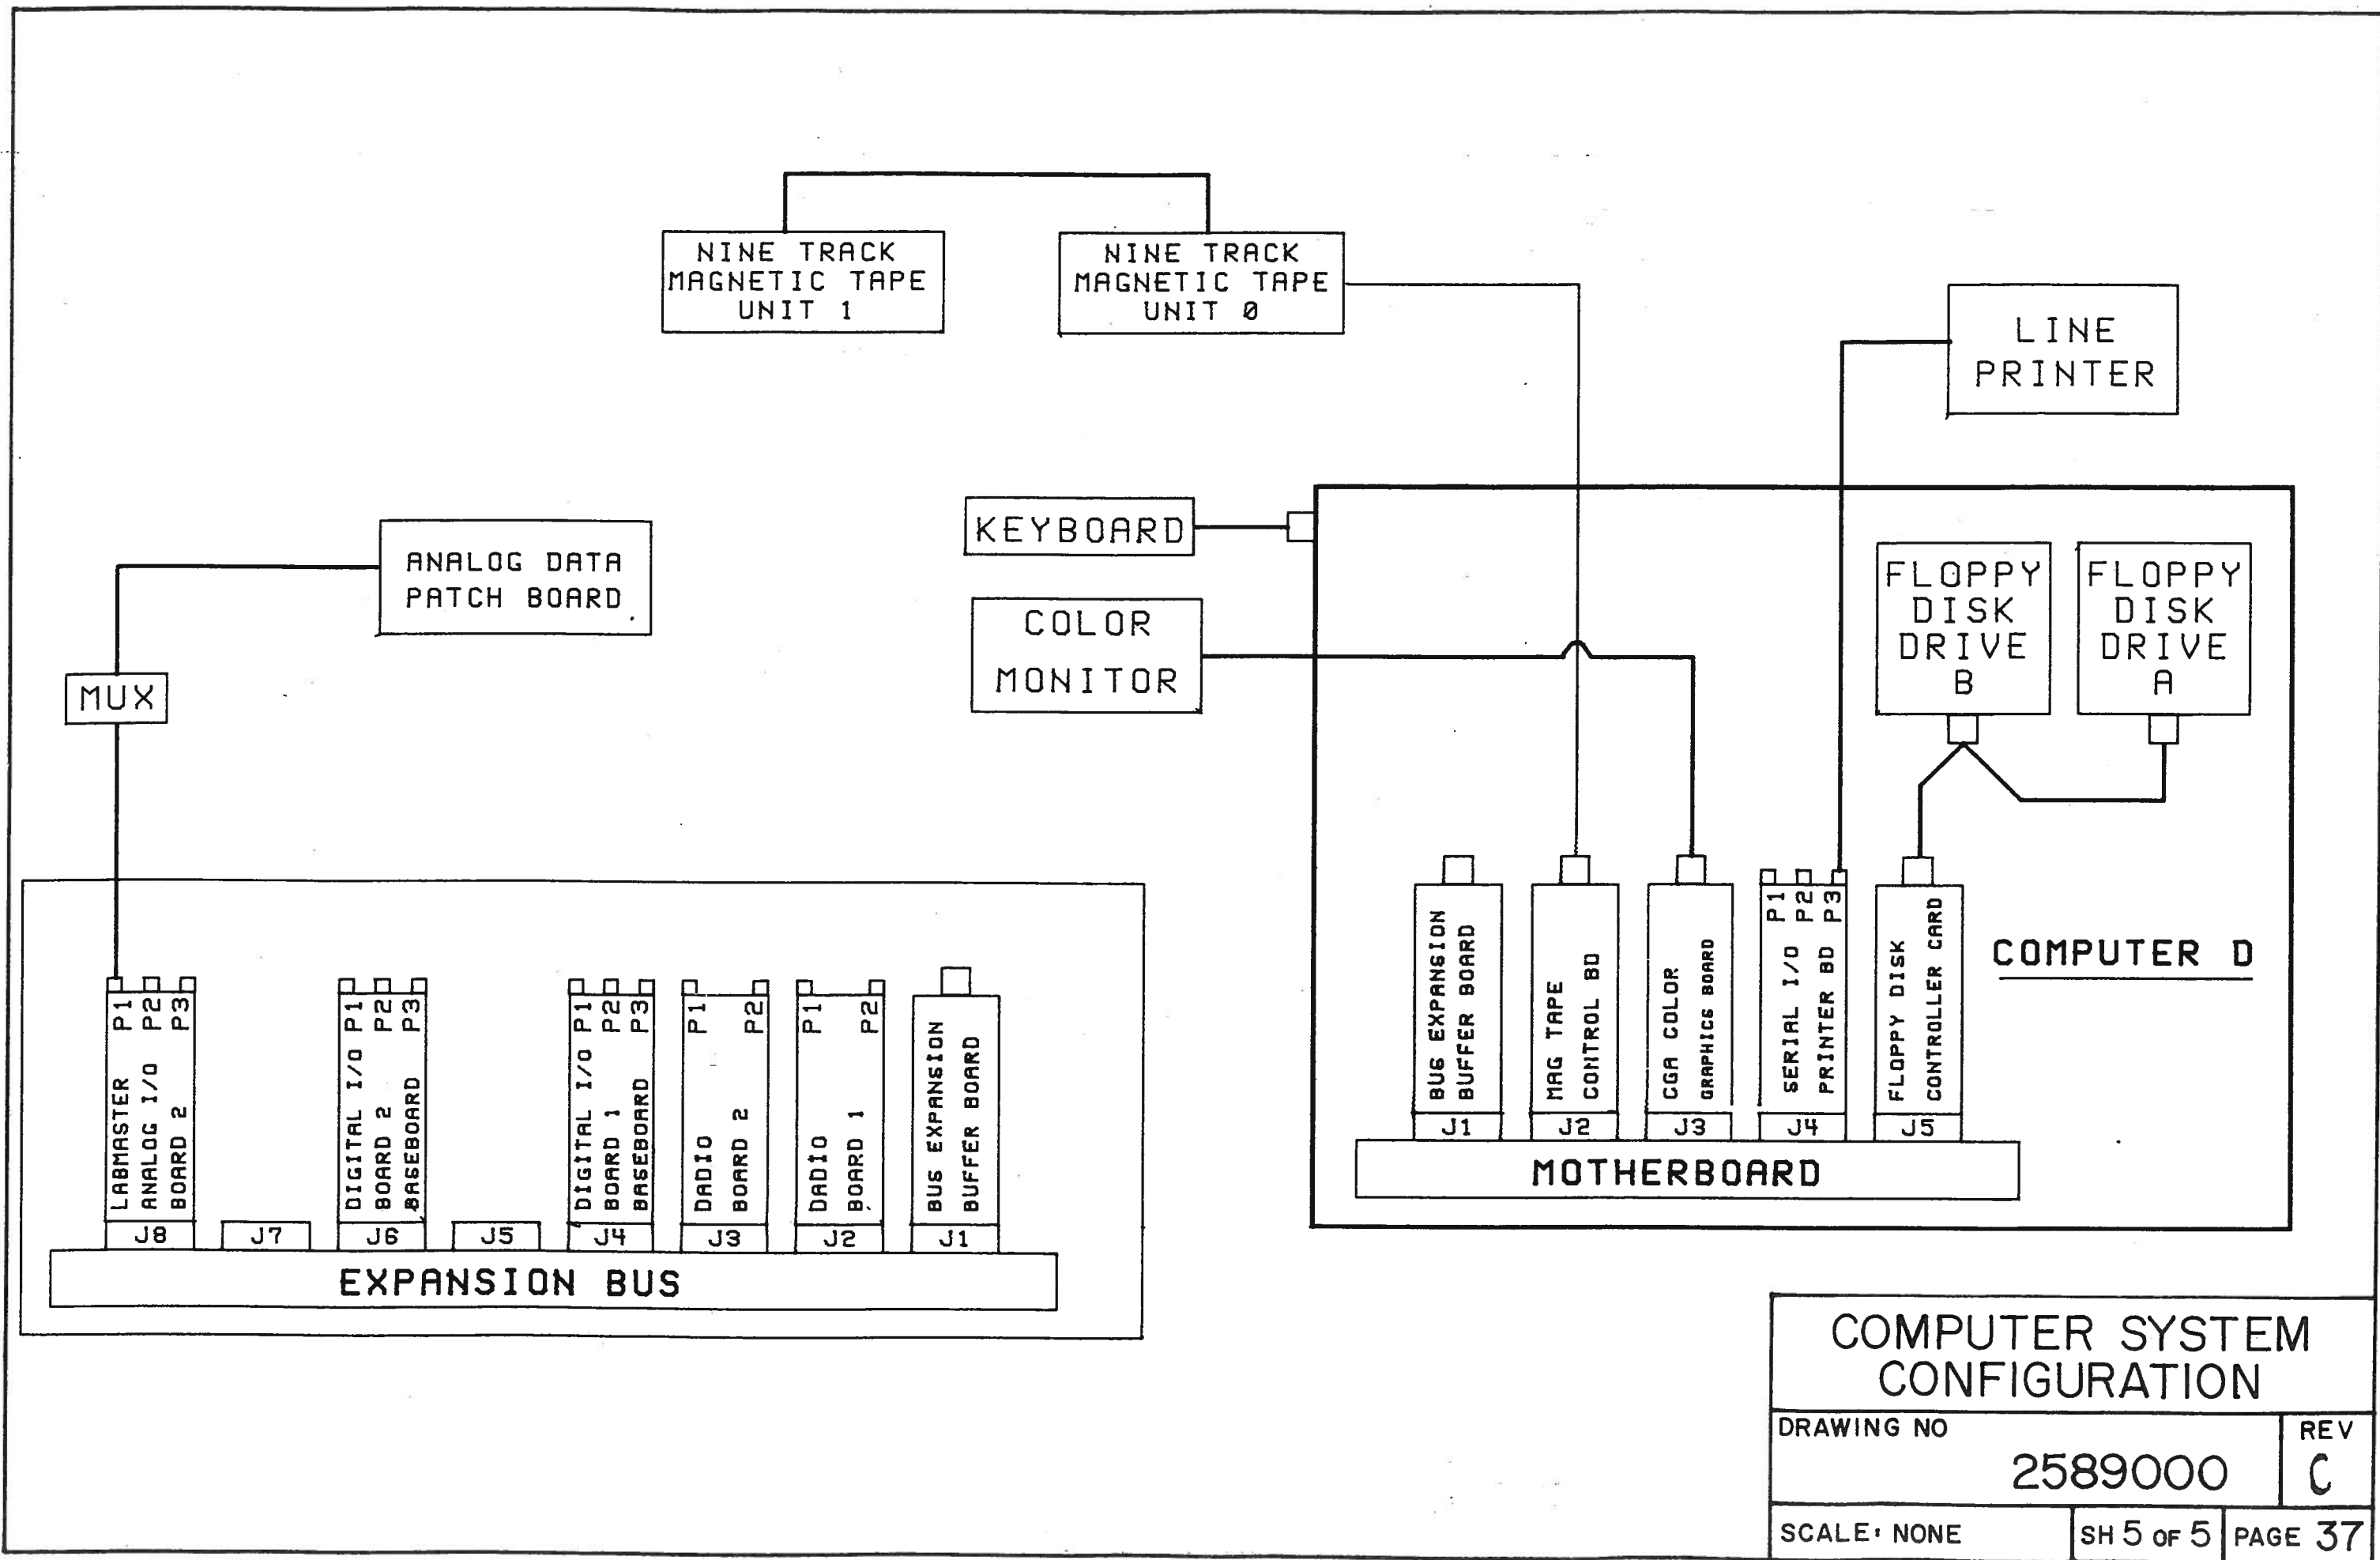 NINE TRACK
MAGNETIC TAPE
UNIT 1
NINE TRACK
MAGNETIC TAPE
UNIT 0
LINE
PRINTER
KEYBOARD
COLOR
MONITOR
ANALOG DATA
PATCH BOARD
MUX
FLOPPY
DISK
DRIVE
B
FLOPPY
DISK
DRIVE
A
COMPUTER D
BUS EXPANSION
BUFFER BOARD
J1
MAG TAPE
CONTROL BD
J2
CGA COLOR
GRAPHICS BOARD
J3
P1
P2
P3
SERIAL I/O
PRINTER BD
J4
FLOPPY DISK
CONTROLLER CARD
J5
MOTHERBOARD
P1
P2
P3
LABMASTER
ANALOG I/O
BOARD 2
J8
J7
P1
P2
P3
DIGITAL I/O
BOARD 2
BASEBOARD
J6
J5
P1
P2
P3
DIGITAL I/O
BOARD 1
BASEBOARD
J4
P1
P2
DADIO
BOARD 2
J3
P1
P2
DADIO
BOARD 1
J2
BUS EXPANSION
BUFFER BOARD
J1
EXPANSION BUS
COMPUTER SYSTEM
CONFIGURATION
DRAWING NO
2589000
REV
C
SCALE: NONE
SH 5 OF 5
PAGE 37